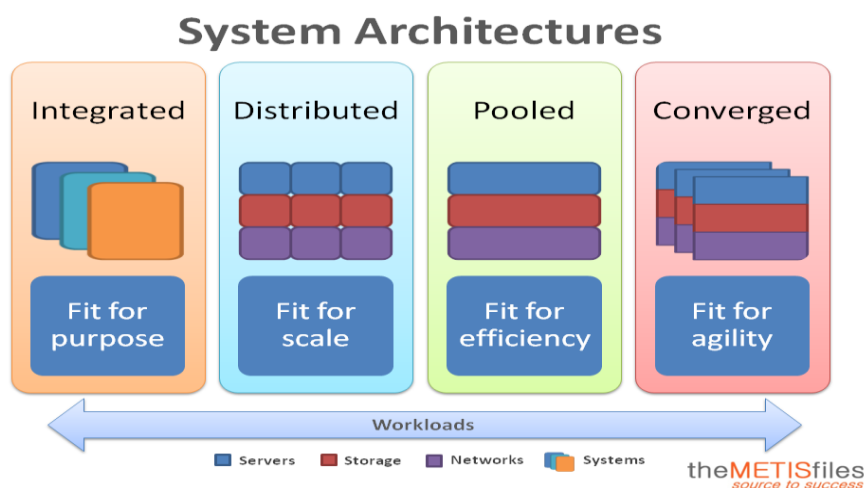 System Architectures
Integrated
Distributed
Pooled
Converged
Fit for
purpose
Fit for
scale
Fit for
efficiency
Fit for
agility
Workloads
Servers
Storage
Networks
Systems
theMETISfiles
source to success